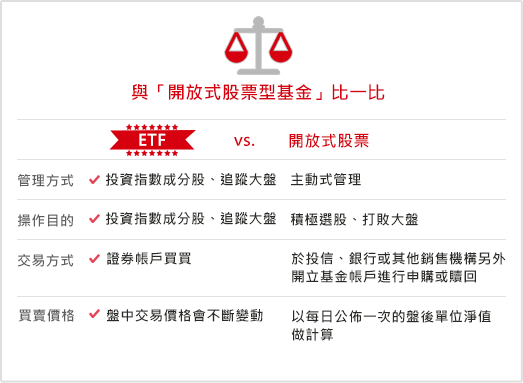 與「開放式股票型基金」比一比
ETF vs. 開放式股票
管理方式 投資指數成分股、追蹤大盤 主動式管理
操作目的 投資指數成分股、追蹤大盤 積極選股、打敗大盤
交易方式 證券帳戶買賣 於投信、銀行或其他銷售機構另外
開立基金帳戶進行申購或贖回
買賣價格 盤中交易價格會不斷變動 以每日公佈一次的盤後單位淨值
做計算